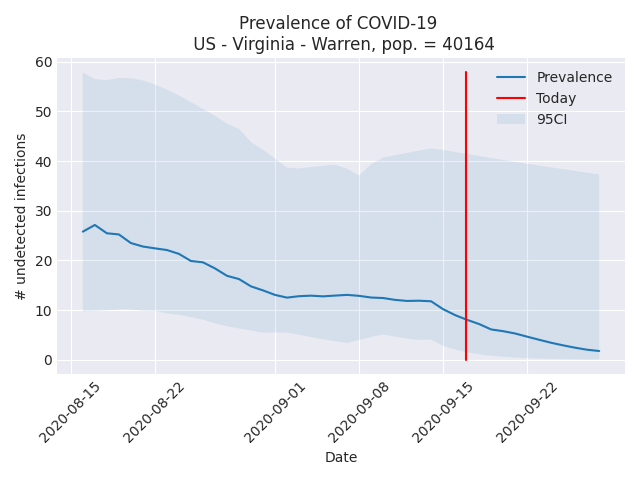 Prevalence of COVID-19
US - Virginia - Warren, pop. = 40164
Prevalence
Today
95CI
# undetected infections
60
50
40
30
20
10
0
2020-08-15
2020-08-22
2020-09-01
2020-09-08
2020-09-15
2020-09-22
Date